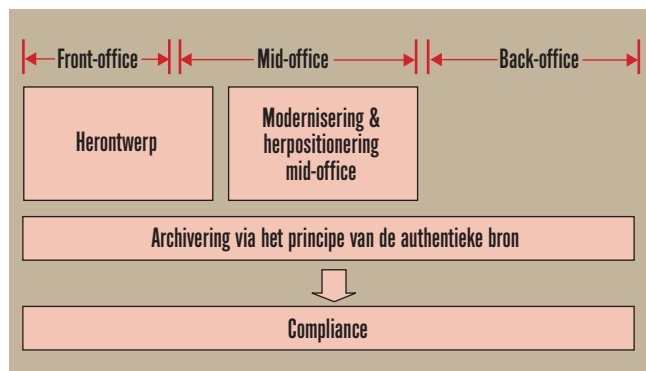 Front-office Mid-office Back-office
Herontwerp
Modernisering &
herpositionering
mid-office
Archivering via het principe van de authentieke bron
Compliance